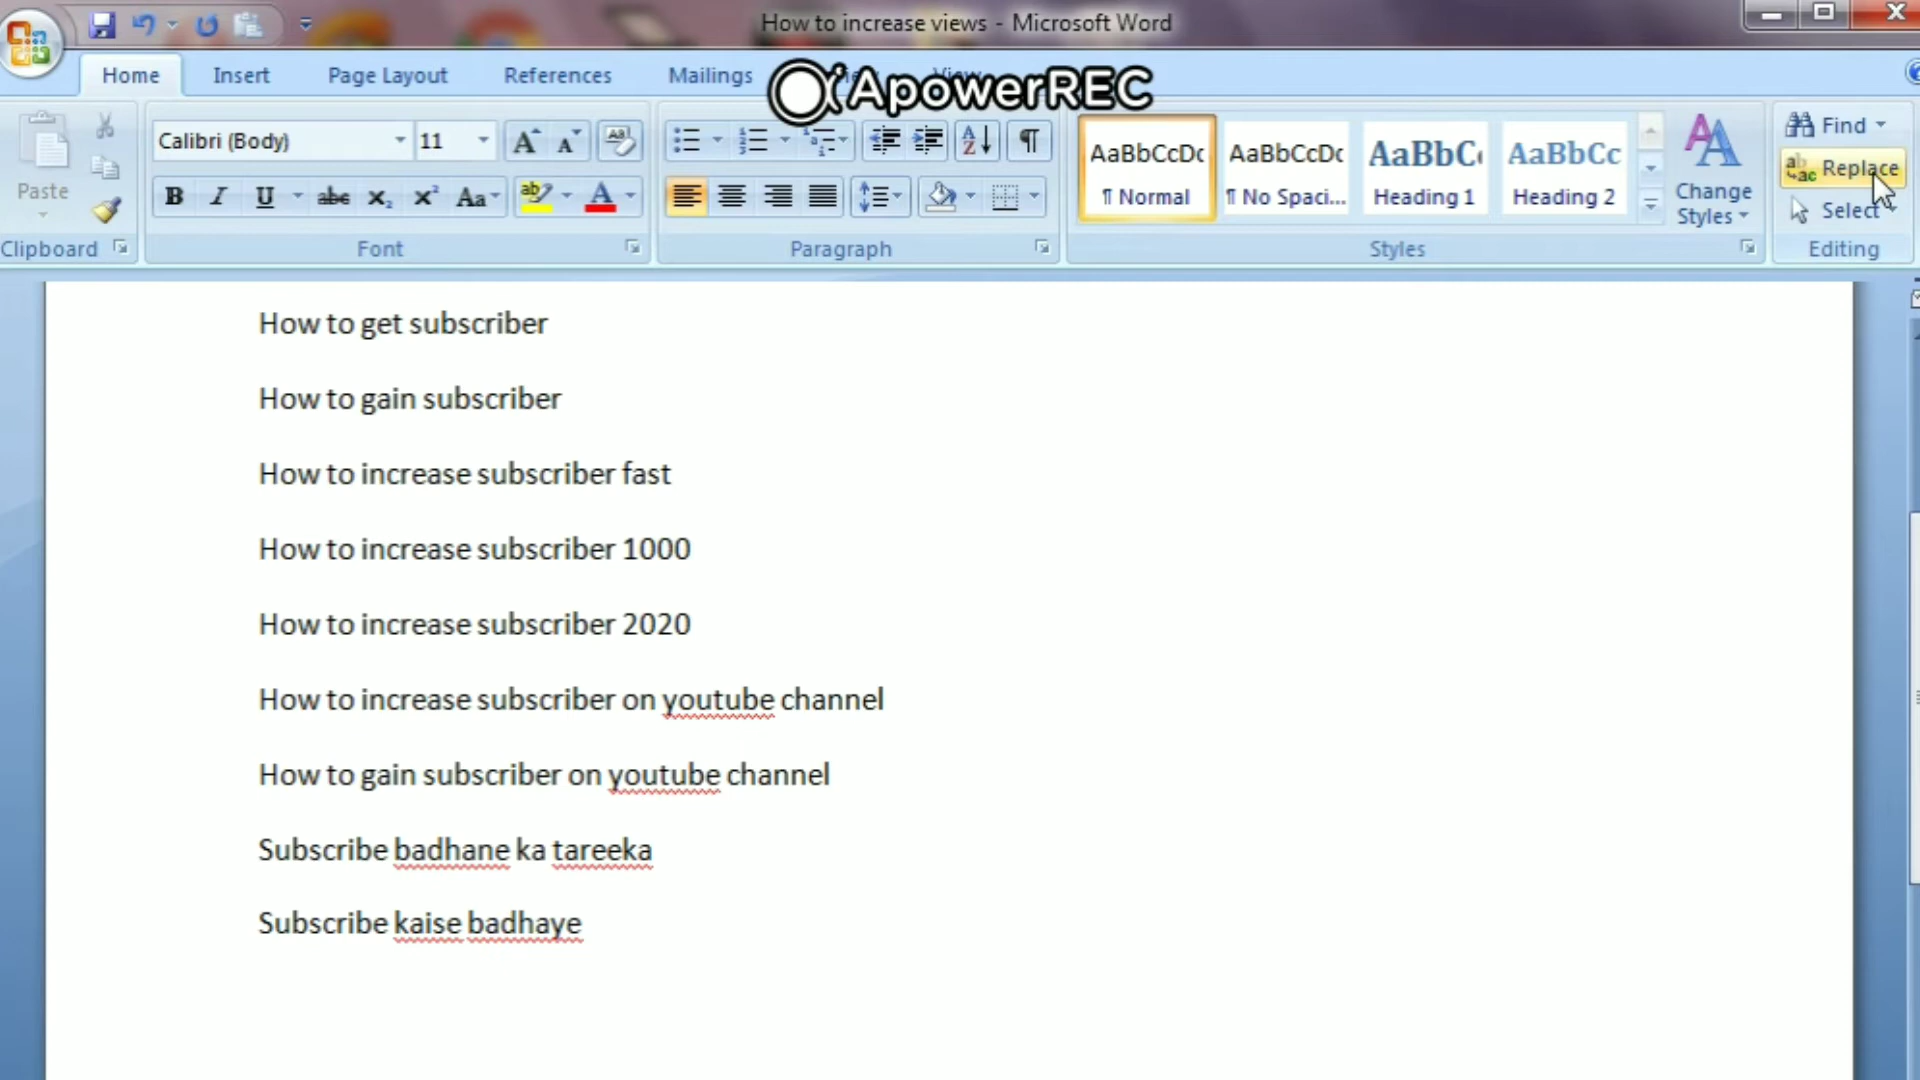 How to increase views - Microsoft Word
Home Insert Page Layout References Mailings
ApowerREC
Paste
Clipboard
Calibri (Body) 11
B I U abc X₂ X² Aa
Font
Paragraph
AaBbCcDc AaBbCcDc AaBbC AaBbCc
¶ Normal ¶ No Spaci... Heading 1 Heading 2
Change
Styles
Styles
Find
Replace
Select
Editing
How to get subscriber
How to gain subscriber
How to increase subscriber fast
How to increase subscriber 1000
How to increase subscriber 2020
How to increase subscriber on youtube channel
How to gain subscriber on youtube channel
Subscribe badhane ka tareeka
Subscribe kaise badhaye